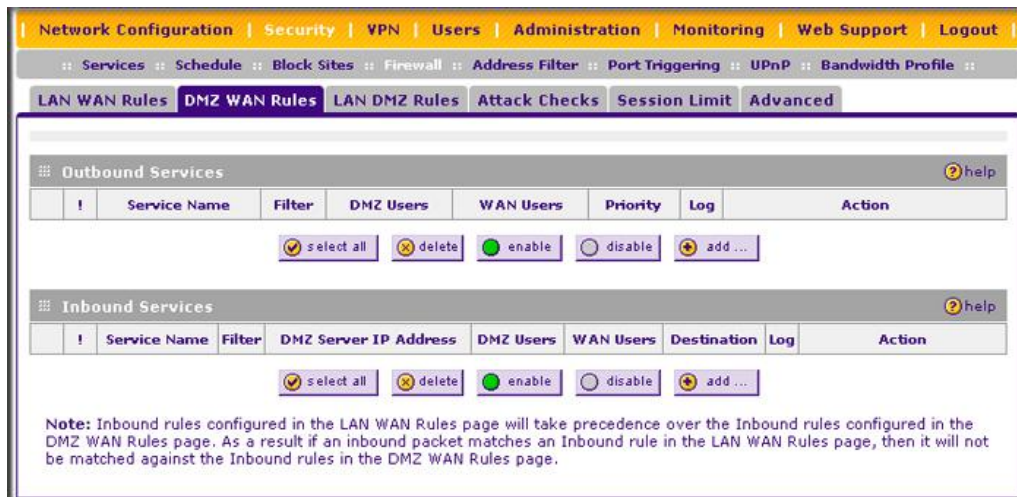 Network Configuration | Security | VPN | Users | Administration | Monitoring | Web Support | Logout
:: Services :: Schedule :: Block Sites :: Firewall :: Address Filter :: Port Triggering :: UPnP :: Bandwidth Profile ::
LAN WAN Rules DMZ WAN Rules LAN DMZ Rules Attack Checks Session Limit Advanced
Outbound Services ? help
! Service Name Filter DMZ Users WAN Users Priority Log Action
select all delete enable disable add ...
Inbound Services ? help
! Service Name Filter DMZ Server IP Address DMZ Users WAN Users Destination Log Action
select all delete enable disable add ...
Note: Inbound rules configured in the LAN WAN Rules page will take precedence over the Inbound rules configured in the
DMZ WAN Rules page. As a result if an inbound packet matches an Inbound rule in the LAN WAN Rules page, then it will not
be matched against the Inbound rules in the DMZ WAN Rules page.